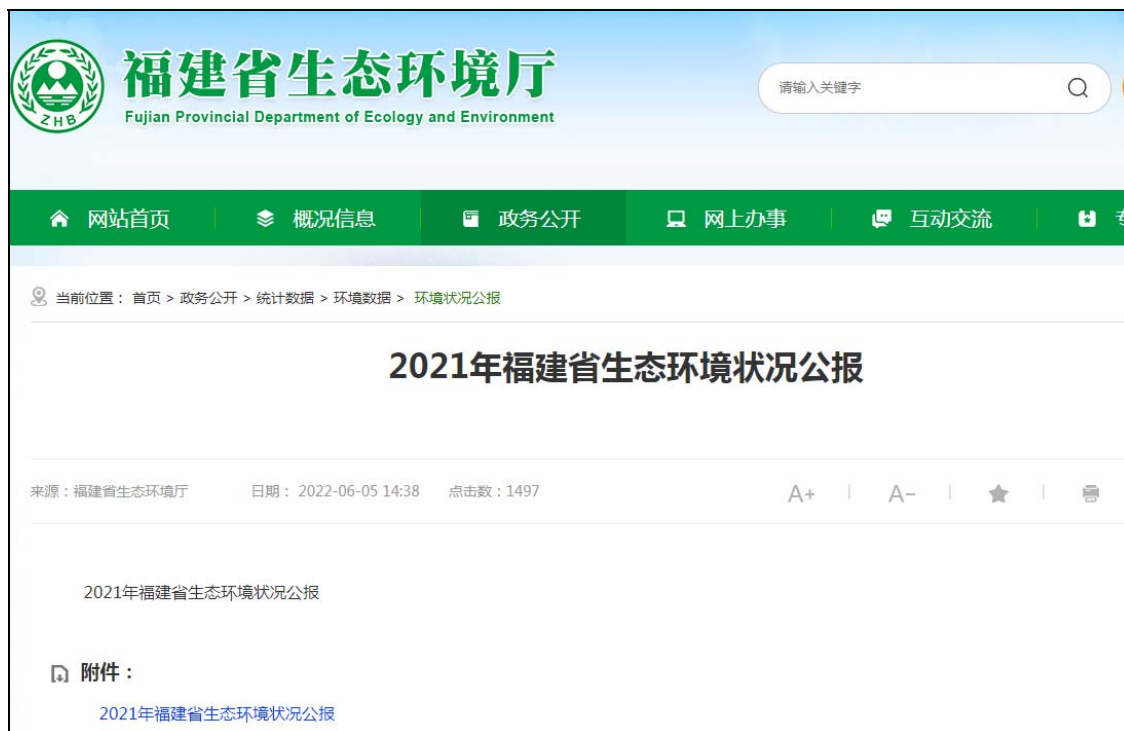 福建省生态环境厅
Fujian Provincial Department of Ecology and Environment
ZHB
请输入关键字
网站首页 概况信息 政务公开 网上办事 互动交流
当前位置： 首页 > 政务公开 > 统计数据 > 环境数据 > 环境状况公报
2021年福建省生态环境状况公报
来源：福建省生态环境厅 日期： 2022-06-05 14:38 点击数：1497 A+ A-
2021年福建省生态环境状况公报
附件：
2021年福建省生态环境状况公报